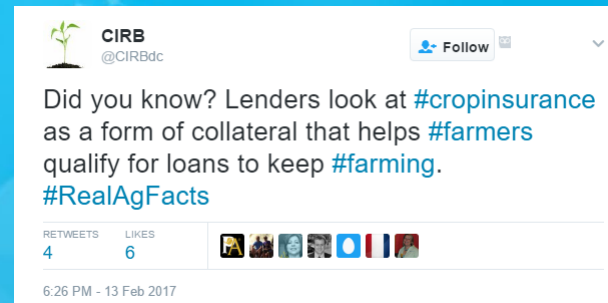 CIRB
@CIRBdc
Follow
Did you know? Lenders look at #cropinsurance
as a form of collateral that helps #farmers
qualify for loans to keep #farming.
#RealAgFacts
RETWEETS LIKES
4 6
6:26 PM - 13 Feb 2017